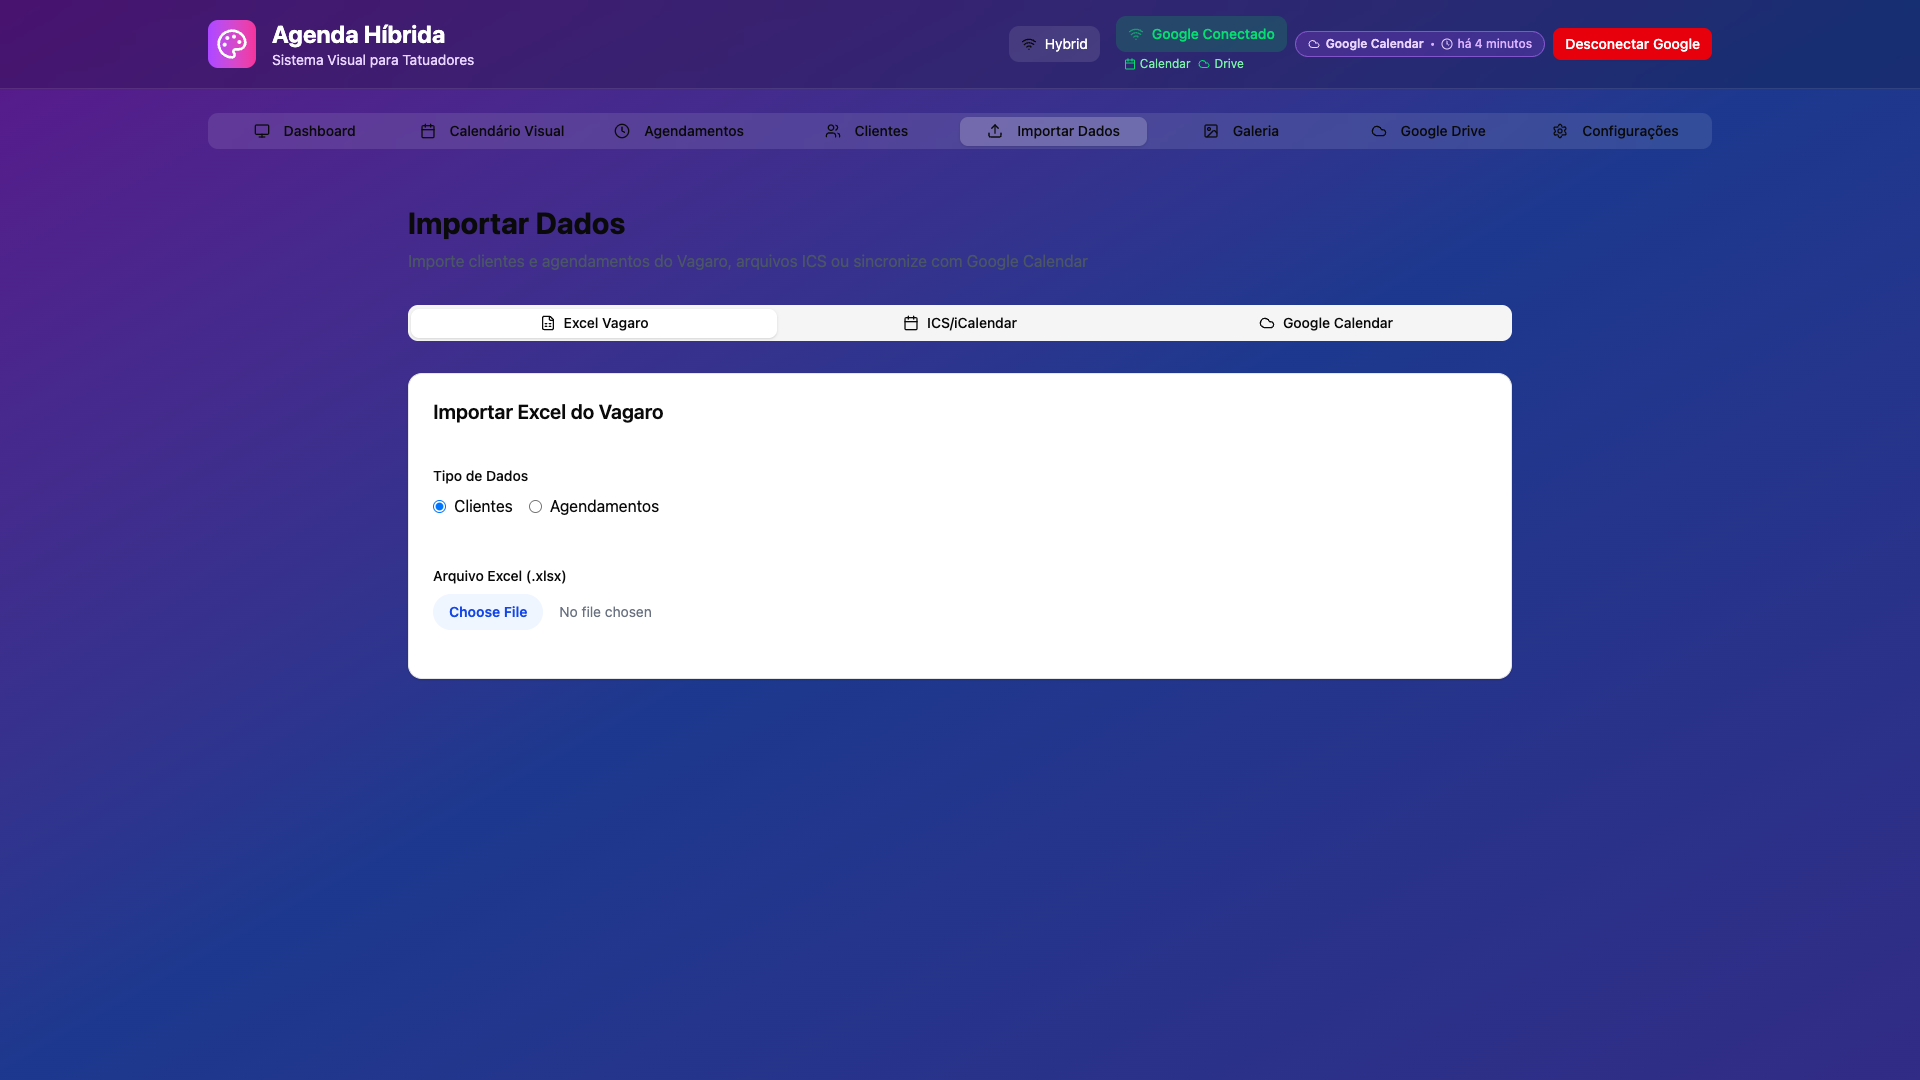 Agenda Híbrida
Sistema Visual para Tatuadores
Hybrid
Google Conectado
Calendar Drive
Google Calendar • há 4 minutos
Desconectar Google
Dashboard Calendário Visual Agendamentos Clientes Importar Dados Galeria Google Drive Configurações
Importar Dados
Importe clientes e agendamentos do Vagaro, arquivos ICS ou sincronize com Google Calendar
Excel Vagaro ICS/iCalendar Google Calendar
Importar Excel do Vagaro
Tipo de Dados
Clientes Agendamentos
Arquivo Excel (.xlsx)
Choose File No file chosen